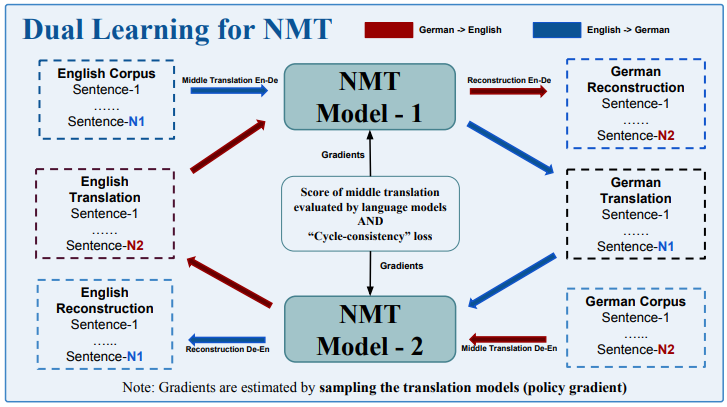 Dual Learning for NMT
German -> English
English -> German
English Corpus
Sentence-1
......
Sentence-N1
Middle Translation En-De
NMT
Model - 1
Reconstruction En-De
German
Reconstruction
Sentence-1
......
Sentence-N2
Gradients
English
Translation
Sentence-1
......
Sentence-N2
Score of middle translation
evaluated by language models
AND
“Cycle-consistency” loss
German
Translation
Sentence-1
......
Sentence-N1
Gradients
English
Reconstruction
Sentence-1
......
Sentence-N1
Reconstruction De-En
NMT
Model - 2
Middle Translation De-En
German Corpus
Sentence-1
......
Sentence-N2
Note: Gradients are estimated by sampling the translation models (policy gradient)